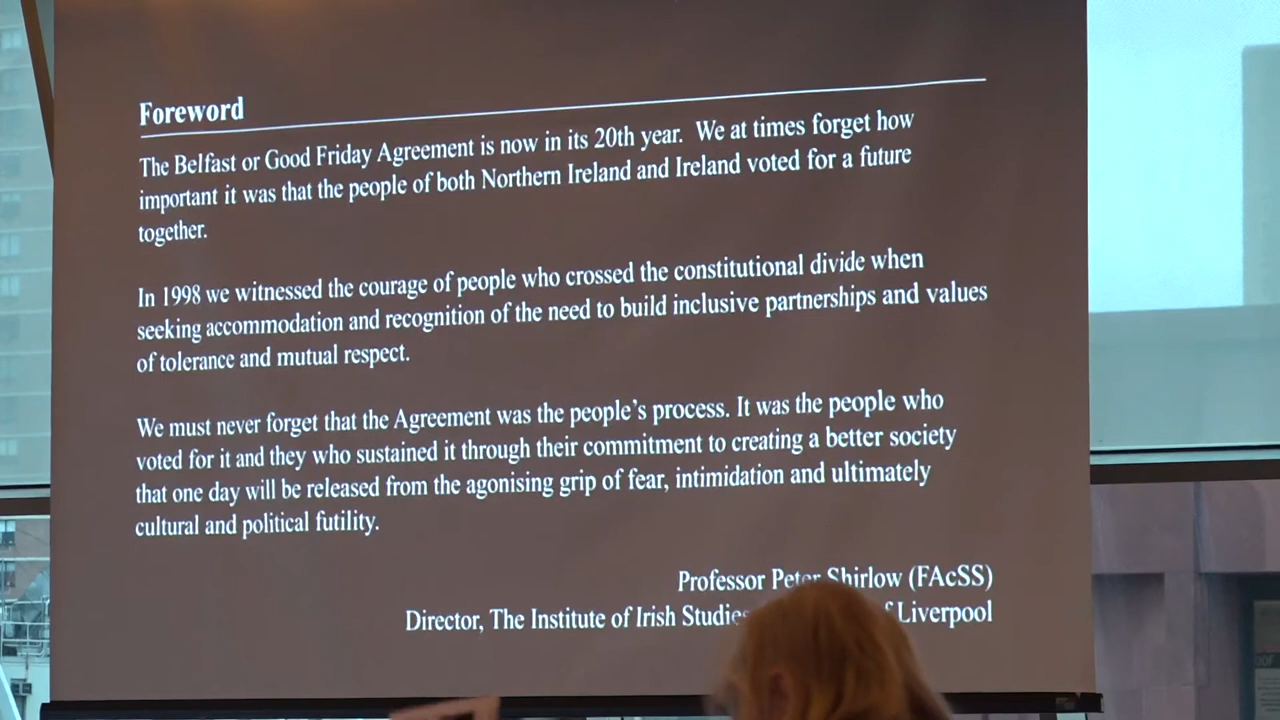 Foreword
The Belfast or Good Friday Agreement is now in its 20th year. We at times forget how
important it was that the people of both Northern Ireland and Ireland voted for a future
together.
In 1998 we witnessed the courage of people who crossed the constitutional divide when
seeking accommodation and recognition of the need to build inclusive partnerships and values
of tolerance and mutual respect.
We must never forget that the Agreement was the people's process. It was the people who
voted for it and they who sustained it through their commitment to creating a better society
that one day will be released from the agonising grip of fear, intimidation and ultimately
cultural and political futility.
Professor Peter Shirlow (FAcSS)
Director, The Institute of Irish Studies Liverpool